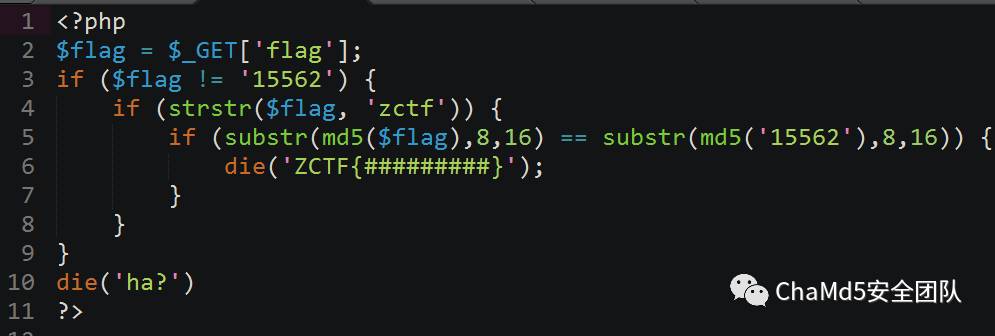 1 <?php
2 $flag = $_GET['flag'];
3 if ($flag != '15562') {
4     if (strstr($flag, 'zctf')) {
5         if (substr(md5($flag),8,16) == substr(md5('15562'),8,16)) {
6             die('ZCTF{#########}');
7         }
8     }
9 }
10 die('ha?')
11 ?>
ChaMd5安全团队